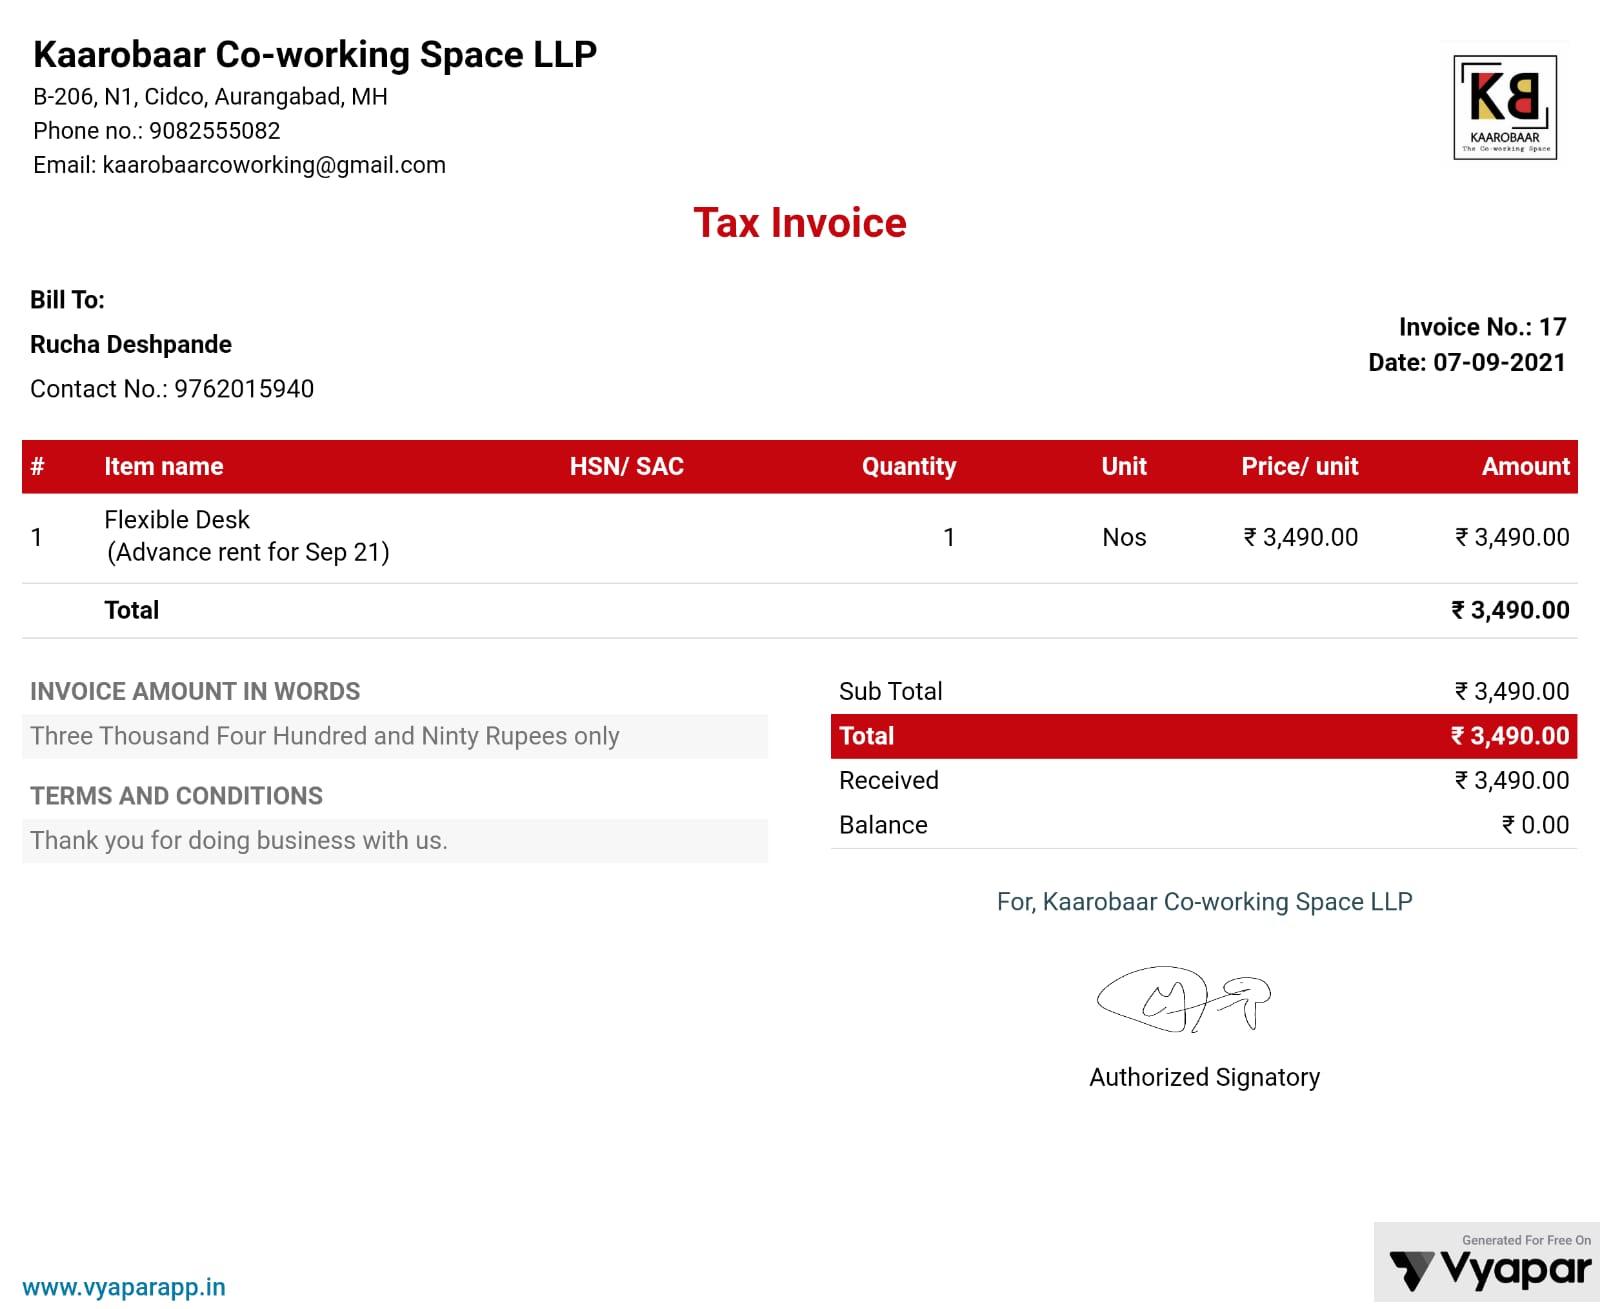 Kaarobaar Co-working Space LLP
B-206, N1, Cidco, Aurangabad, MH
Phone no.: 9082555082
Email: kaarobaarcoworking@gmail.com
KB
KAAROBAAR
The Co-working Space
Tax Invoice
Bill To:
Rucha Deshpande
Contact No.: 9762015940
Invoice No.: 17
Date: 07-09-2021
# Item name HSN/ SAC Quantity Unit Price/ unit Amount
1 Flexible Desk 1 Nos ₹ 3,490.00 ₹ 3,490.00
(Advance rent for Sep 21)
Total ₹ 3,490.00
INVOICE AMOUNT IN WORDS
Three Thousand Four Hundred and Ninty Rupees only
TERMS AND CONDITIONS
Thank you for doing business with us.
Sub Total ₹ 3,490.00
Total ₹ 3,490.00
Received ₹ 3,490.00
Balance ₹ 0.00
For, Kaarobaar Co-working Space LLP
Authorized Signatory
www.vyaparapp.in
Generated For Free On
Vyapar